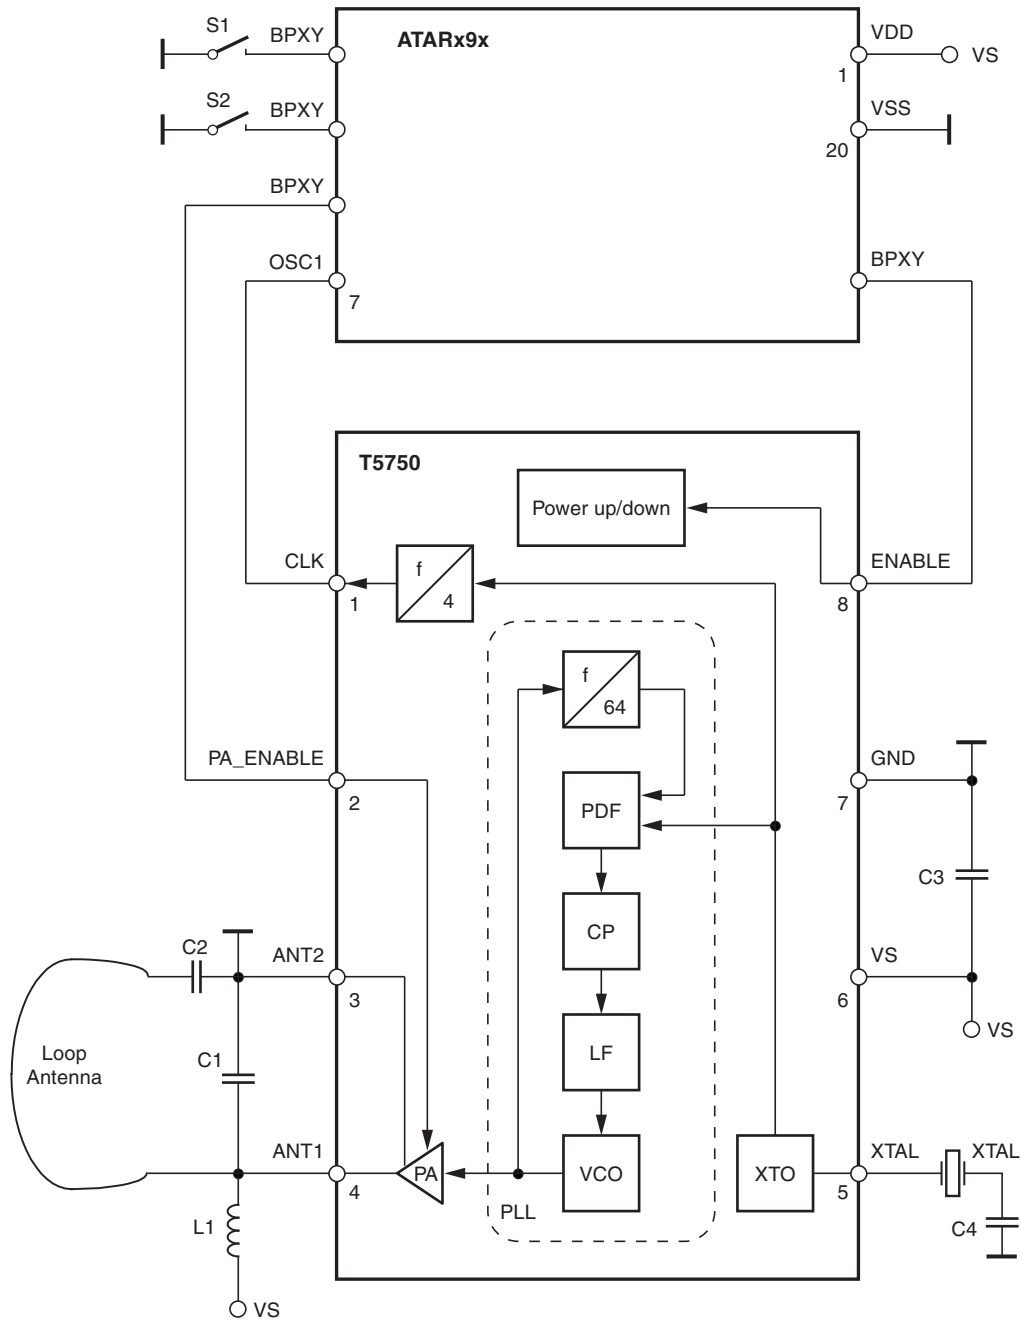 S1
BPXY
ATARx9x
VDD
1
VS
S2
BPXY
VSS
20
BPXY
OSC1
7
BPXY
T5750
Power up/down
CLK
1
f
4
ENABLE
8
f
64
PA_ENABLE
2
PDF
GND
7
C3
CP
C2
ANT2
3
VS
6
VS
Loop
Antenna
C1
LF
ANT1
4
PA
VCO
XTO
XTAL
5
XTAL
PLL
L1
C4
VS